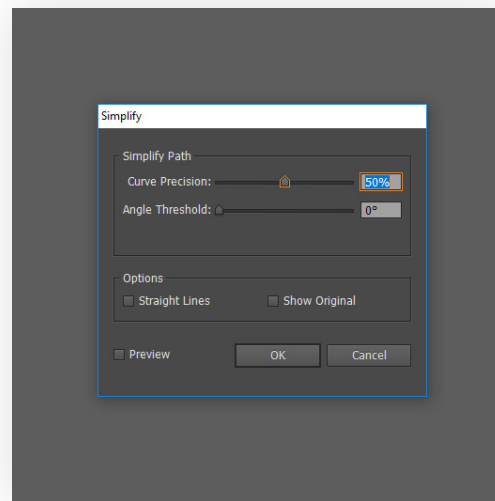 Simplify
Simplify Path
Curve Precision: 50%
Angle Threshold: 0°
Options
Straight Lines Show Original
Preview OK Cancel